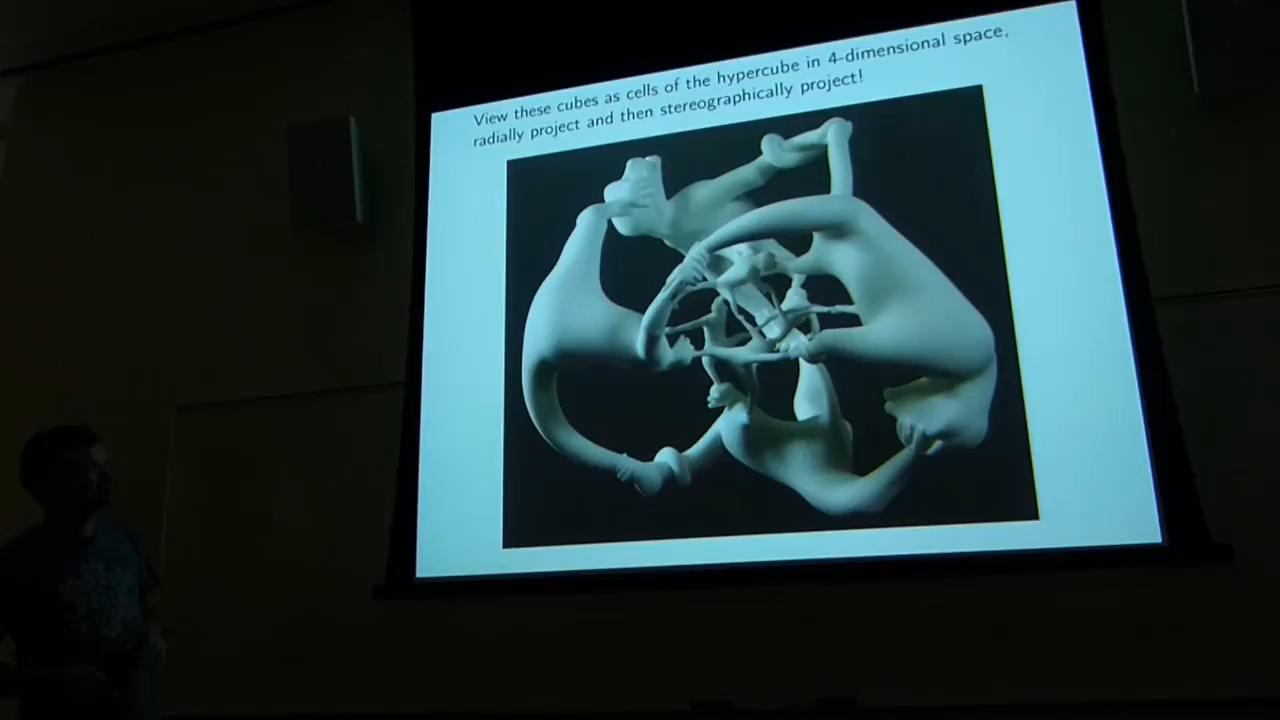 View these cubes as cells of the hypercube in 4-dimensional space,
radially project and then stereographically project!